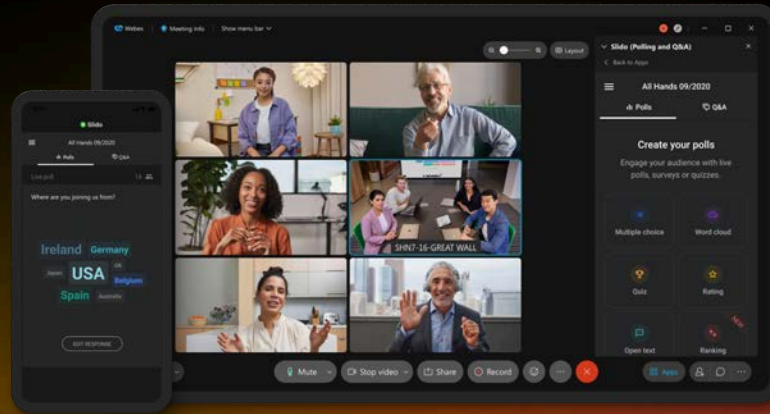 Webex
Meeting info
Show menu bar
Layout
Slido (Polling and Q&A)
Back to Apps
All Hands 09/2020
Polls
Q&A
Create your polls
Engage your audience with live
polls, surveys or quizzes.
Multiple choice
Word cloud
Quiz
Rating
NEW
Open text
Ranking
SHN7-16-GREAT WALL
Mute
Stop video
Share
Record
Apps
Slido
All Hands 09/2020
Polls
Q&A
Live poll
Where are you joining us from?
Ireland
Germany
Japan
USA
UK
Belgium
Spain
Australia
EDIT RESPONSE